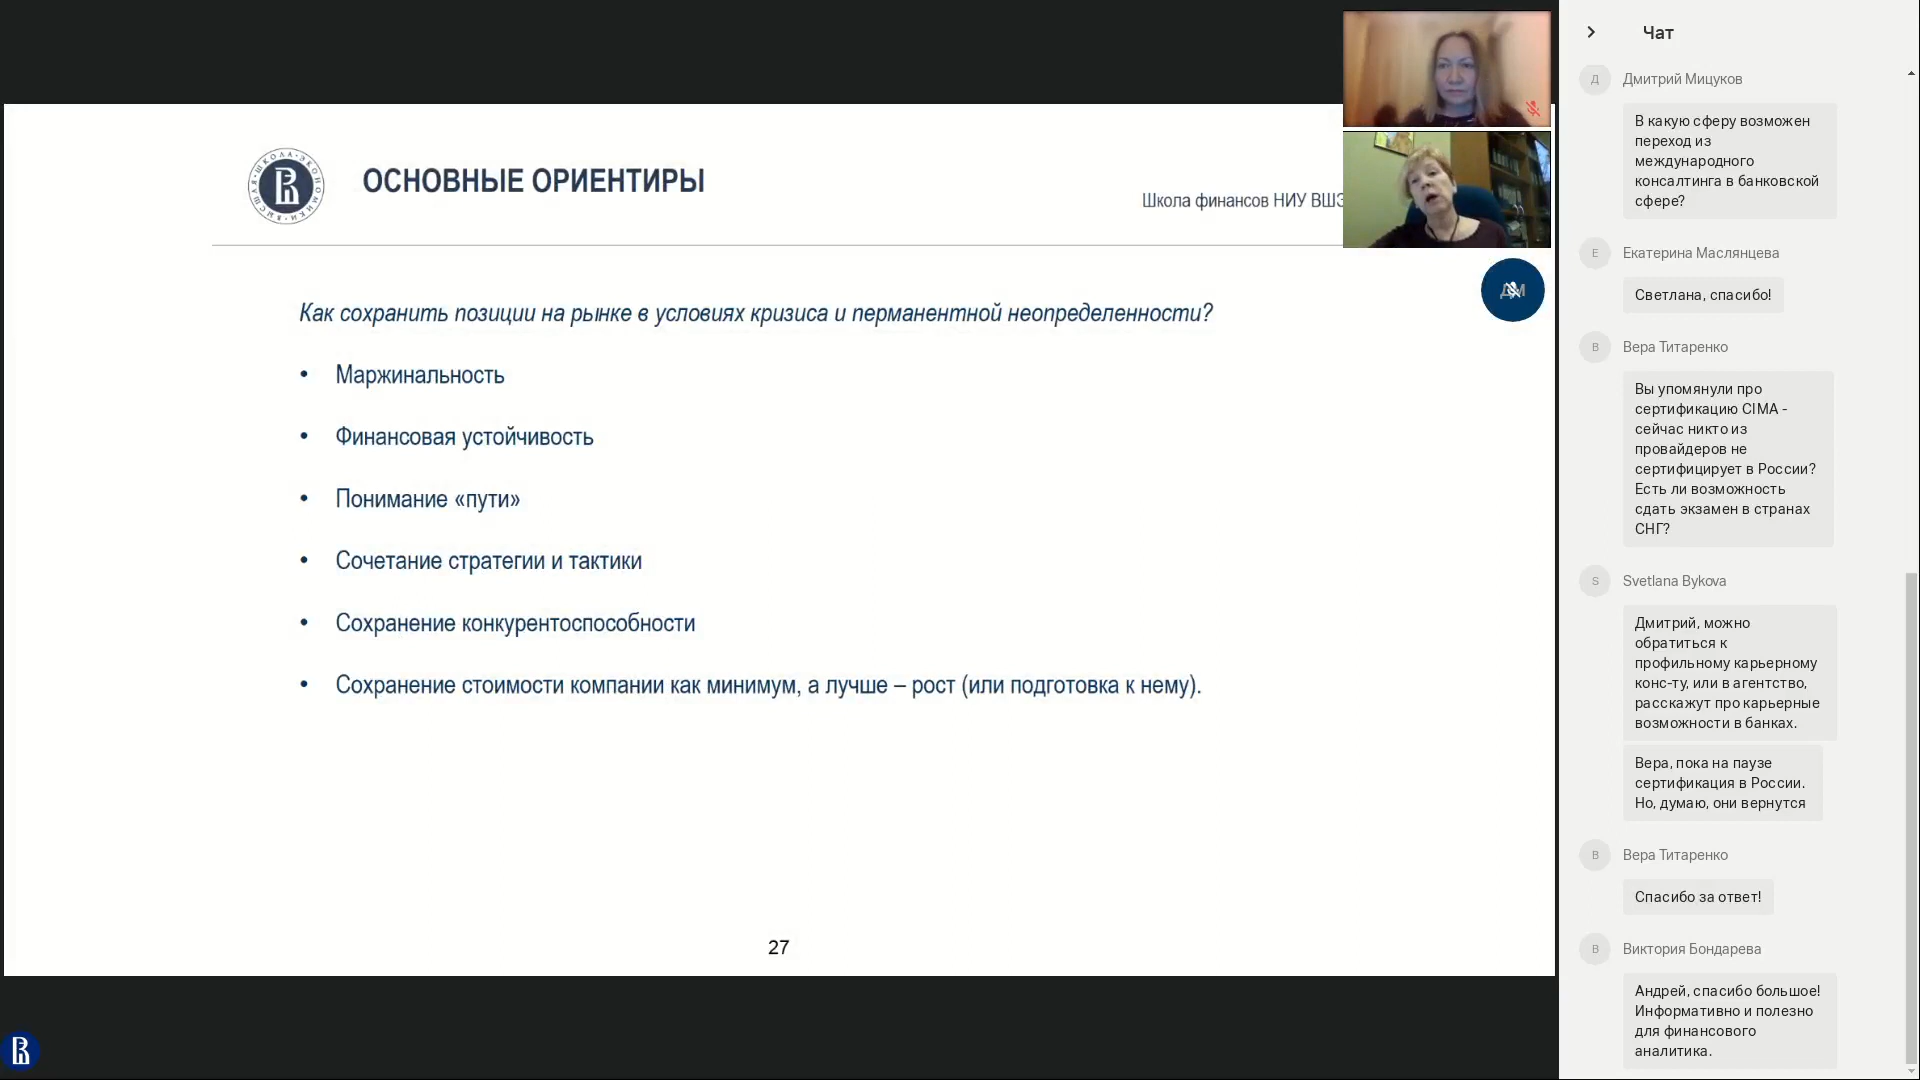 ОСНОВНЫЕ ОРИЕНТИРЫ
Школа финансов НИУ ВШЭ
Как сохранить позиции на рынке в условиях кризиса и перманентной неопределенности?
• Маржинальность
• Финансовая устойчивость
• Понимание «пути»
• Сочетание стратегии и тактики
• Сохранение конкурентоспособности
• Сохранение стоимости компании как минимум, а лучше – рост (или подготовка к нему).
27
ВЫСШАЯ ШКОЛА ЭКОНОМИКИ
ДМ
Чат
Д
Дмитрий Мицуков
В какую сферу возможен
переход из
международного
консалтинга в банковской
сфере?
Е
Екатерина Маслянцева
Светлана, спасибо!
В
Вера Титаренко
Вы упомянули про
сертификацию CIMA -
сейчас никто из
провайдеров не
сертифицирует в России?
Есть ли возможность
сдать экзамен в странах
СНГ?
S
Svetlana Bykova
Дмитрий, можно
обратиться к
профильному карьерному
конс-ту, или в агентство,
расскажут про карьерные
возможности в банках.
Вера, пока на паузе
сертификация в России.
Но, думаю, они вернутся
В
Вера Титаренко
Спасибо за ответ!
В
Виктория Бондарева
Андрей, спасибо большое!
Информативно и полезно
для финансового
аналитика.